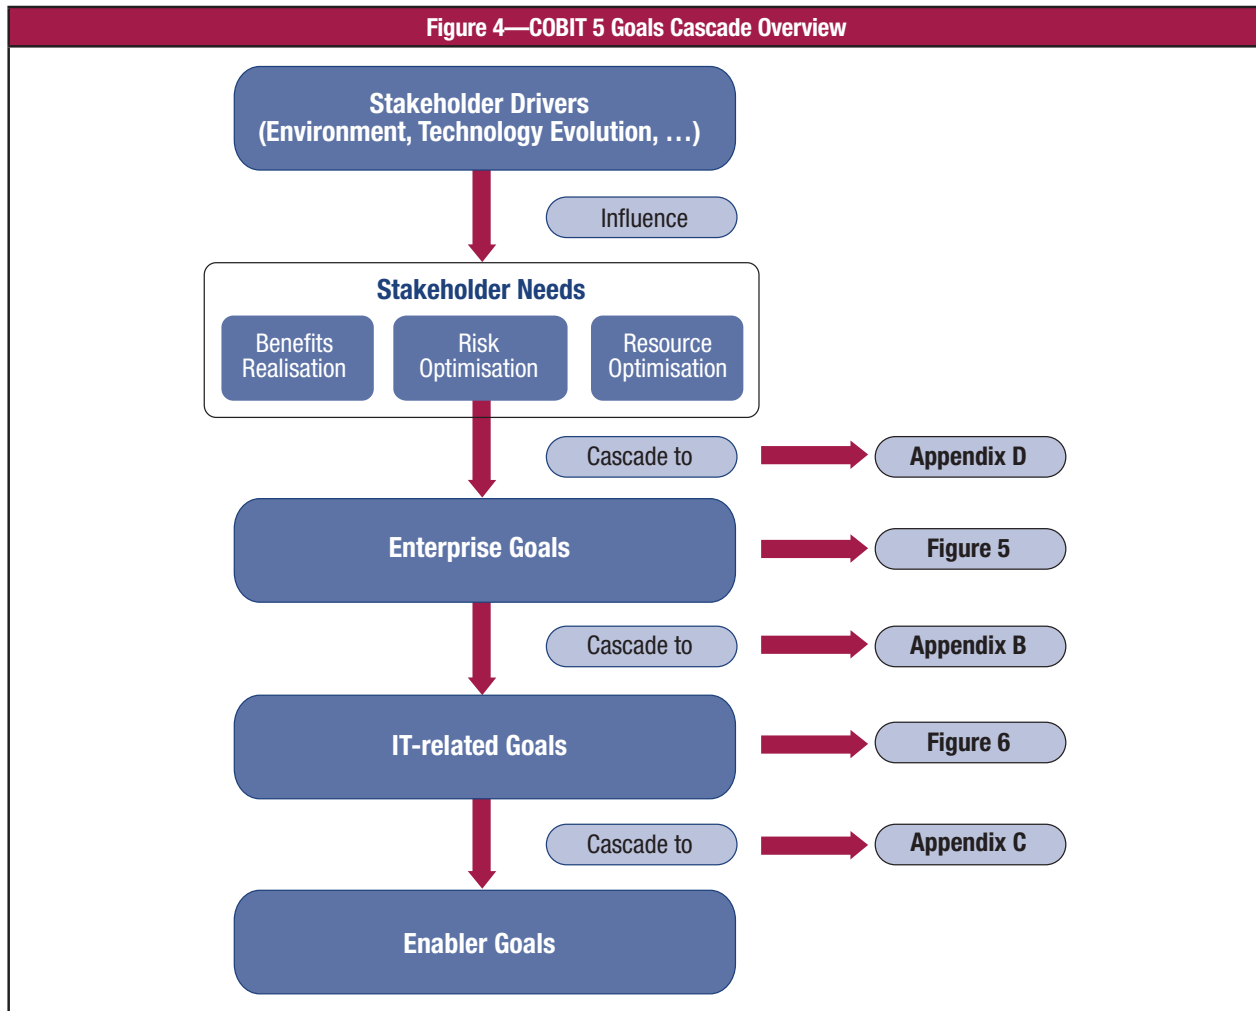 Figure 4—COBIT 5 Goals Cascade Overview
Stakeholder Drivers
(Environment, Technology Evolution, …)
Influence
Stakeholder Needs
Benefits
Realisation
Risk
Optimisation
Resource
Optimisation
Cascade to
Appendix D
Enterprise Goals
Figure 5
Cascade to
Appendix B
IT-related Goals
Figure 6
Cascade to
Appendix C
Enabler Goals